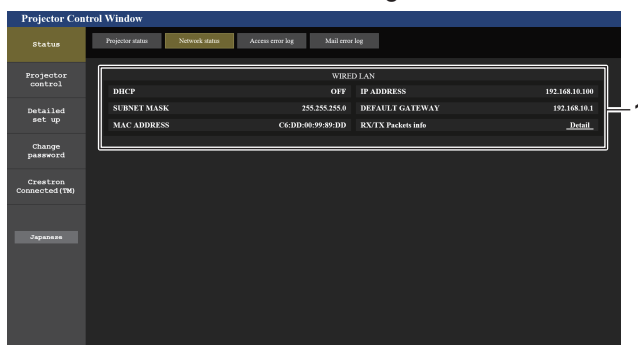 Projector Control Window
Status
Projector status Network status Access error log Mail error log
Projector
control
Detailed
set up
Change
password
Crestron
Connected(TM)
Japanese
WIRED LAN
DHCP OFF IP ADDRESS 192.168.10.100
SUBNET MASK 255.255.255.0 DEFAULT GATEWAY 192.168.10.1
MAC ADDRESS C6:DD:00:99:89:DD RX/TX Packets info Detail
1